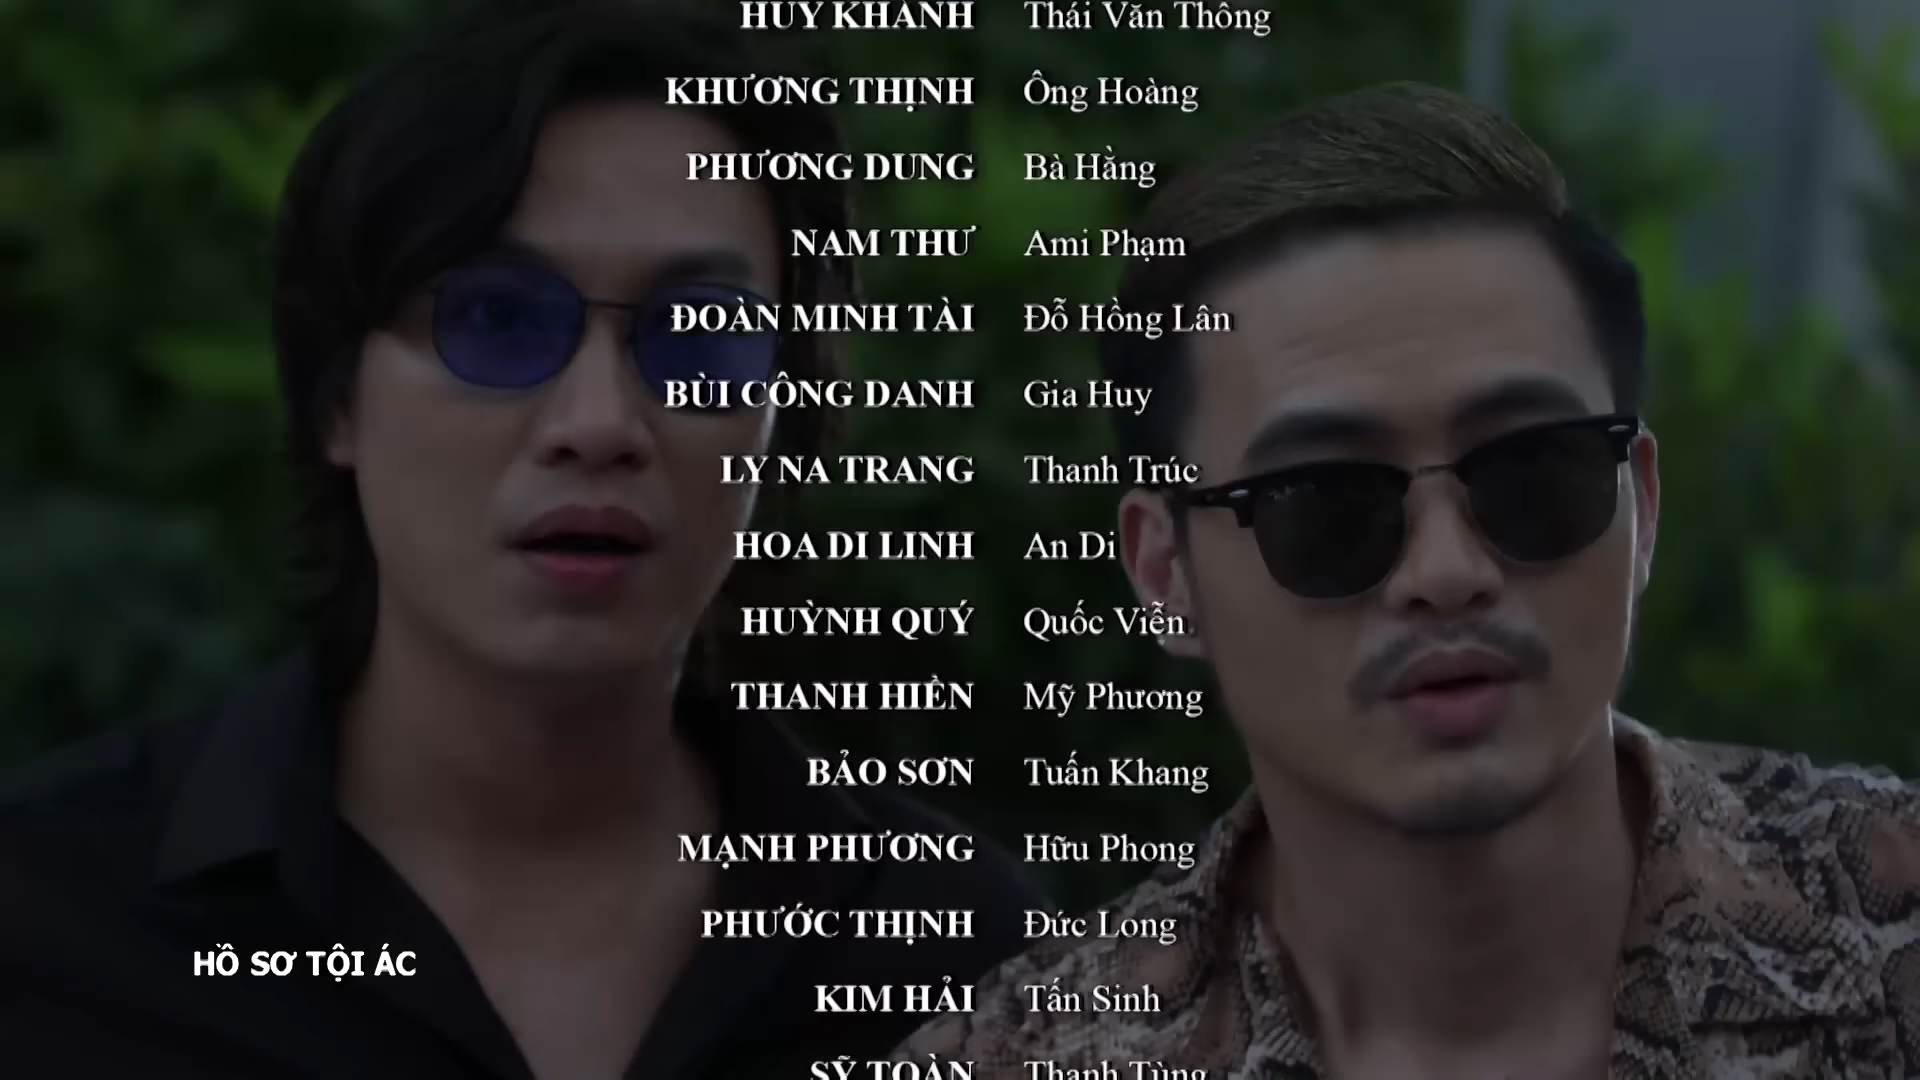 HUY KHÁNH Thái Văn Thông
KHƯƠNG THỊNH Ông Hoàng
PHƯƠNG DUNG Bà Hằng
NAM THƯ Ami Phạm
ĐOÀN MINH TÀI Đỗ Hồng Lân
BÙI CÔNG DANH Gia Huy
LY NA TRANG Thanh Trúc
HOA DI LINH An Di
HUỲNH QUÝ Quốc Viễn
THANH HIỀN Mỹ Phương
BẢO SƠN Tuấn Khang
MẠNH PHƯƠNG Hữu Phong
PHƯỚC THỊNH Đức Long
HỒ SƠ TỘI ÁC
KIM HẢI Tấn Sinh
SỸ TOÀN Thanh Tùng